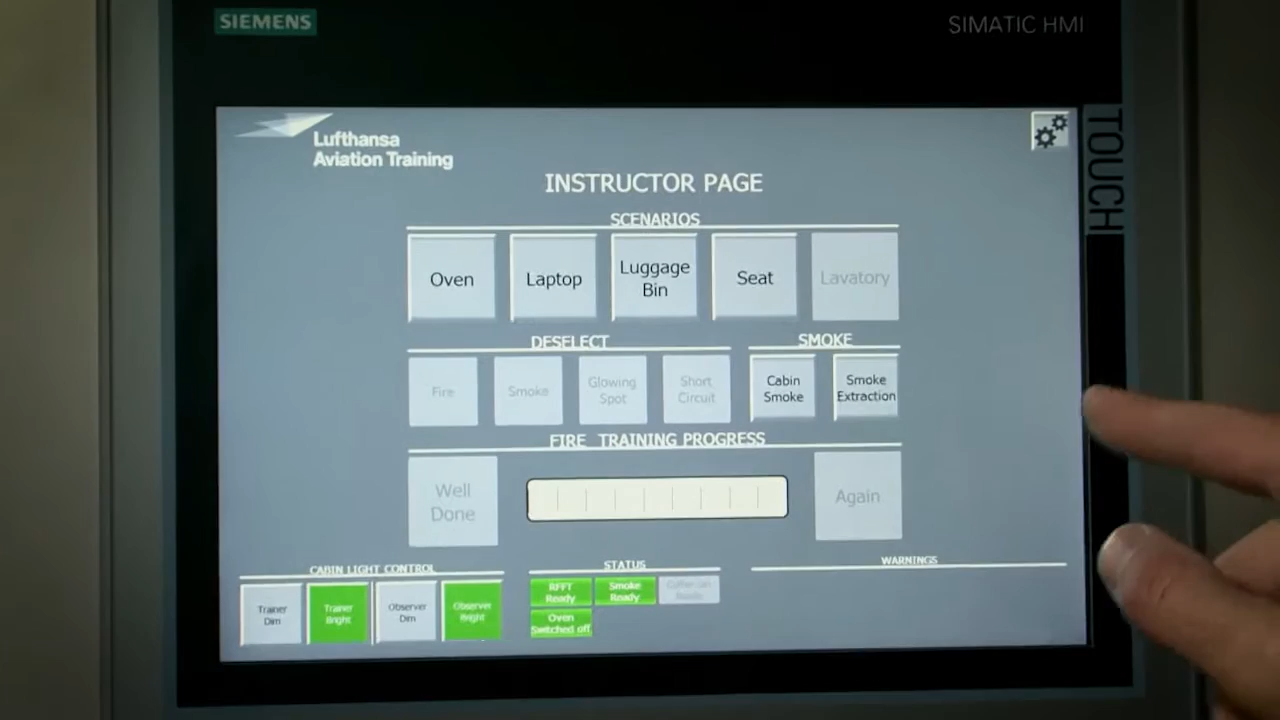 SIEMENS
SIMATIC HMI
TOUCH
Lufthansa
Aviation Training
INSTRUCTOR PAGE
SCENARIOS
Oven
Laptop
Luggage
Bin
Seat
Lavatory
DESELECT
SMOKE
Fire
Smoke
Glowing
Spot
Short
Circuit
Cabin
Smoke
Smoke
Extraction
FIRE TRAINING PROGRESS
Well
Done
Again
CABIN LIGHT CONTROL
STATUS
WARNINGS
Trainer
Dim
Trainer
Bright
Observer
Dim
Observer
Bright
RFFT
Ready
Smoke
Ready
Oven
Switched off